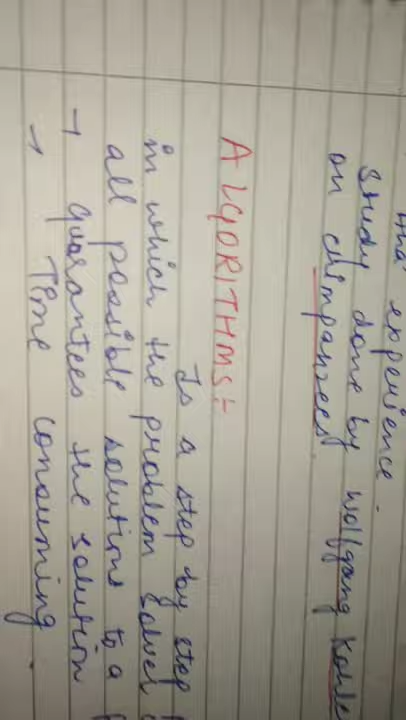 experience.
Study done by Wolfgang
on chimpanzees
ALGORITHMS:-
Is a step by step
in which the problem solver
all possible solutions to a
→ guarantees the solution
→ Time consuming.